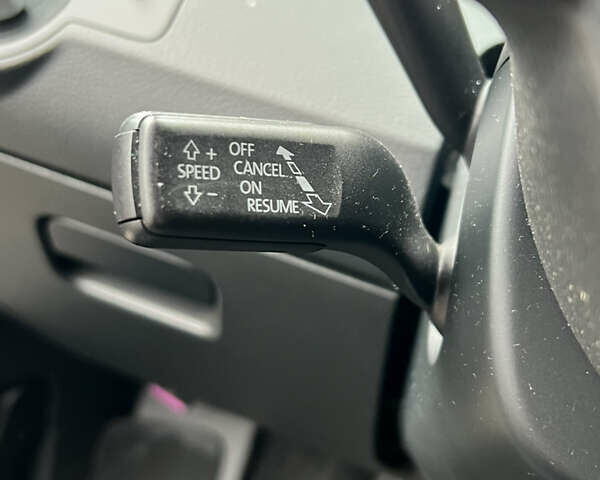 + OFF
SPEED CANCEL
- ON
RESUME